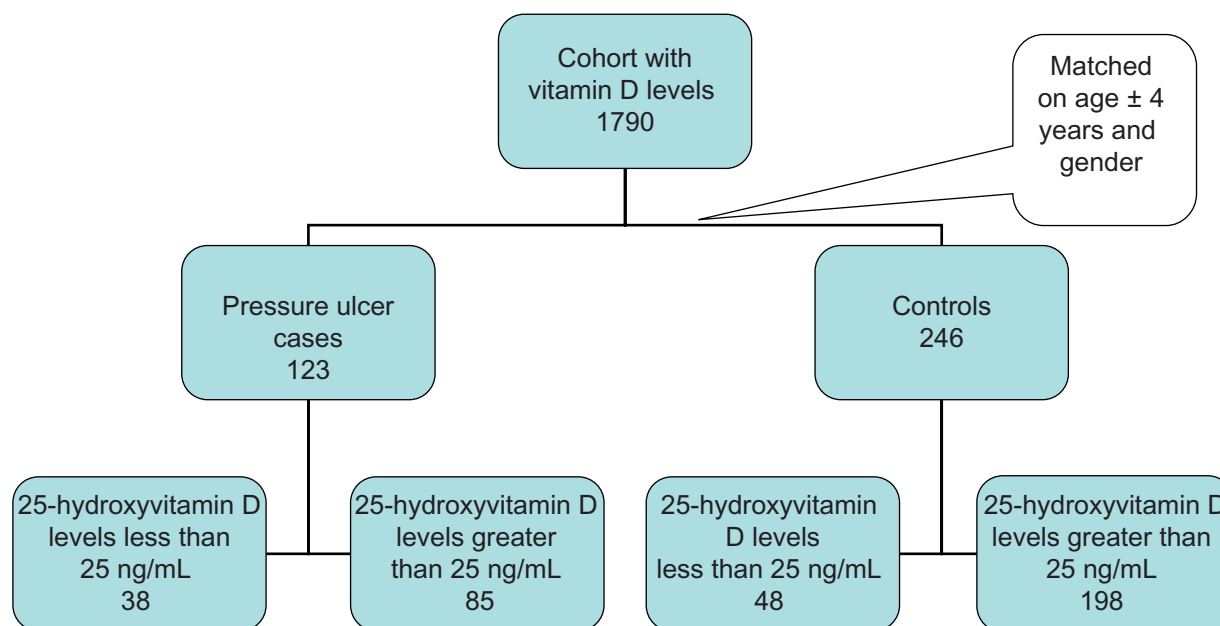 Cohort with
vitamin D levels
1790
Matched
on age ± 4
years and
gender
Pressure ulcer
cases
123
Controls
246
25-hydroxyvitamin D
levels less than
25 ng/mL
38
25-hydroxyvitamin D
levels greater
than 25 ng/mL
85
25-hydroxyvitamin
D levels
less than 25 ng/mL
48
25-hydroxyvitamin D
levels greater than
25 ng/mL
198